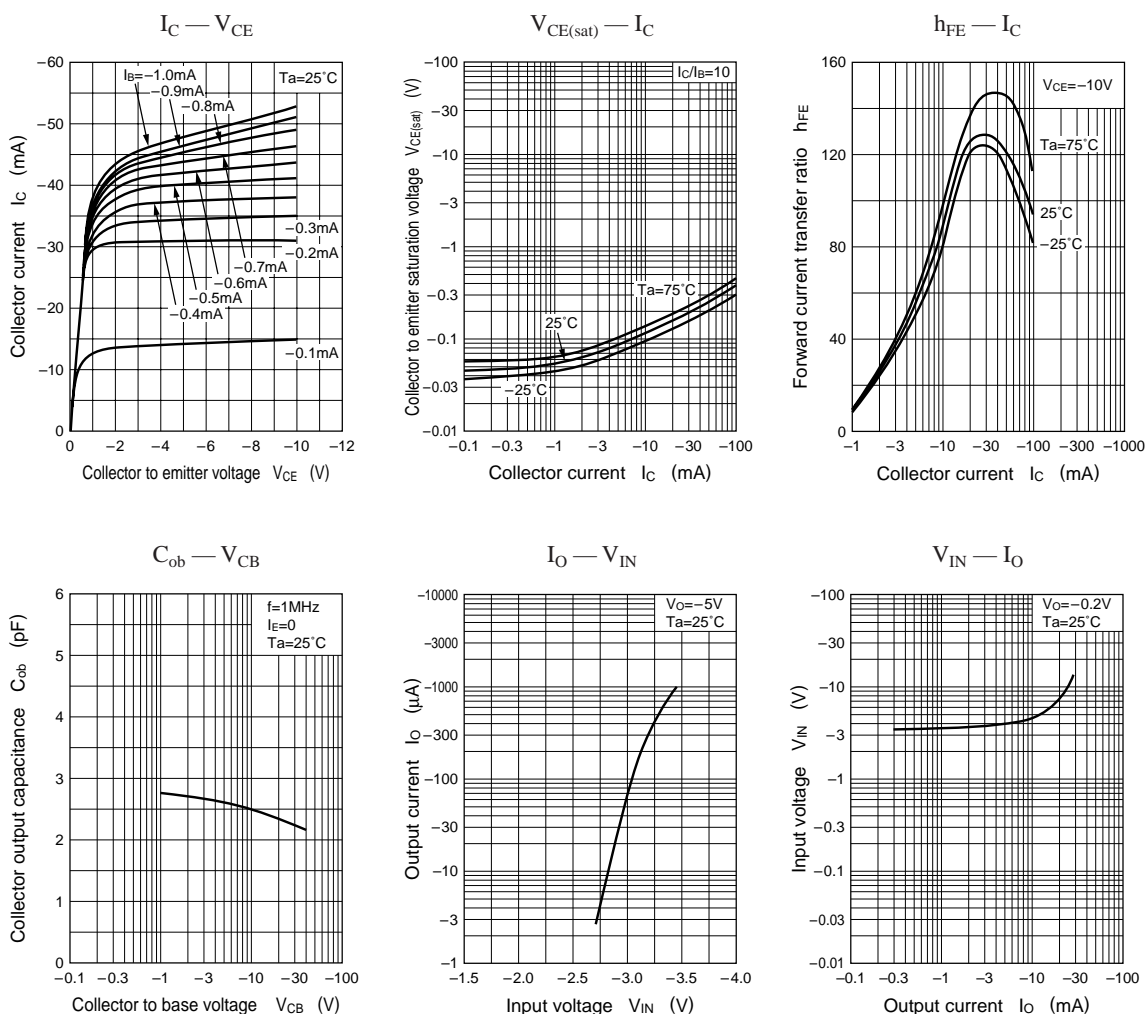 I_C — V_CE
−60
−50
−40
−30
−20
−10
0
0
−2
−4
−6
−8
−10
−12
Collector current I_C (mA)
Collector to emitter voltage V_CE (V)
Ta=25˚C
I_B=−1.0mA
−0.9mA
−0.8mA
−0.7mA
−0.6mA
−0.5mA
−0.4mA
−0.3mA
−0.2mA
−0.1mA
V_CE(sat) — I_C
−100
−30
−10
−3
−1
−0.3
−0.1
−0.03
−0.01
−0.1
−0.3
−1
−3
−10
−30
−100
Collector to emitter saturation voltage V_CE(sat) (V)
Collector current I_C (mA)
I_C/I_B=10
Ta=75˚C
25˚C
−25˚C
h_FE — I_C
160
120
80
40
0
−1
−3
−10
−30
−100
−300
−1000
Forward current transfer ratio h_FE
Collector current I_C (mA)
V_CE=−10V
Ta=75˚C
25˚C
−25˚C
C_ob — V_CB
6
5
4
3
2
1
0
−0.1
−0.3
−1
−3
−10
−30
−100
Collector output capacitance C_ob (pF)
Collector to base voltage V_CB (V)
f=1MHz
I_E=0
Ta=25˚C
I_O — V_IN
−10000
−3000
−1000
−300
−100
−30
−10
−3
−1
−1.5
−2.0
−2.5
−3.0
−3.5
−4.0
Output current I_O (µA)
Input voltage V_IN (V)
V_O=−5V
Ta=25˚C
V_IN — I_O
−100
−30
−10
−3
−1
−0.3
−0.1
−0.03
−0.01
−0.1
−0.3
−1
−3
−10
−30
−100
Input voltage V_IN (V)
Output current I_O (mA)
V_O=−0.2V
Ta=25˚C